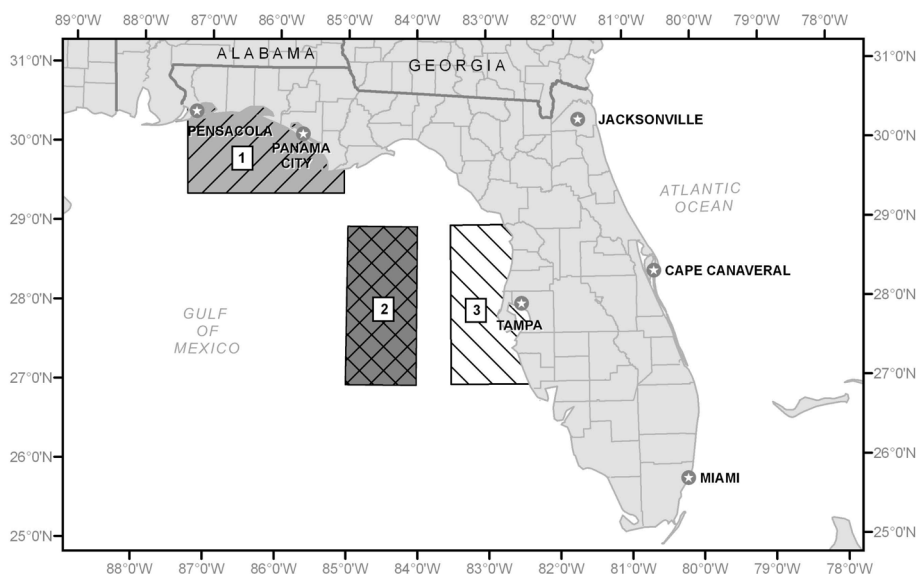 89°0'W 88°0'W 87°0'W 86°0'W 85°0'W 84°0'W 83°0'W 82°0'W 81°0'W 80°0'W 79°0'W 78°0'W
31°0'N
31°0'N
ALABAMA
GEORGIA
30°0'N
30°0'N
PENSACOLA
PANAMA
CITY
1
JACKSONVILLE
ATLANTIC
OCEAN
29°0'N
29°0'N
CAPE CANAVERAL
28°0'N
28°0'N
GULF
OF
MEXICO
2
3
TAMPA
27°0'N
27°0'N
26°0'N
26°0'N
MIAMI
25°0'N
25°0'N
88°0'W 87°0'W 86°0'W 85°0'W 84°0'W 83°0'W 82°0'W 81°0'W 80°0'W 79°0'W 78°0'W